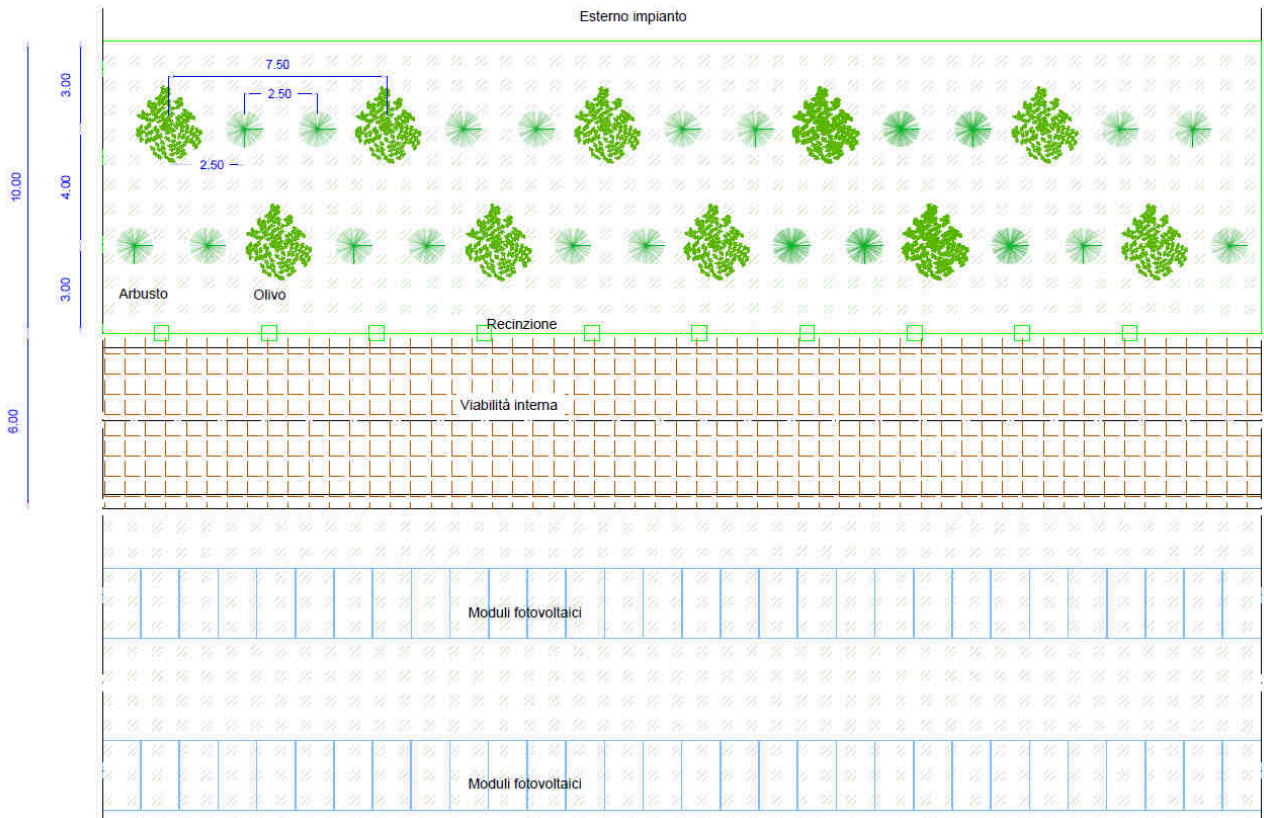 Esterno impianto
7.50
2.50
3.00
2.50
10.00
4.00
3.00
Arbusto
Olivo
Recinzione
6.00
Viabilità interna
Moduli fotovoltaici
Moduli fotovoltaici